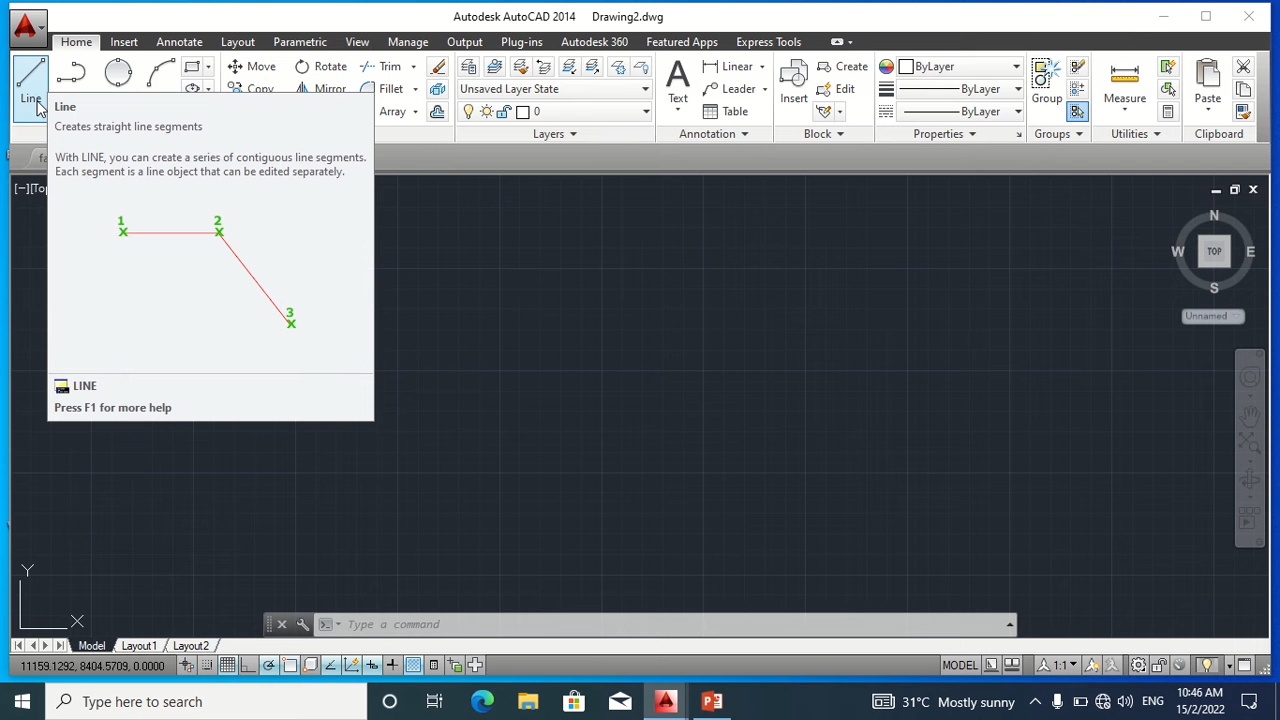 Autodesk AutoCAD 2014 Drawing2.dwg
Home Insert Annotate Layout Parametric View Manage Output Plug-ins Autodesk 360 Featured Apps Express Tools
Line
Move Rotate Trim
Copy Mirror Fillet
Array
Unsaved Layer State
0
Layers
Text
Linear
Leader
Table
Annotation
Insert
Create
Edit
Block
ByLayer
ByLayer
ByLayer
Properties
Group
Groups
Measure
Utilities
Paste
Clipboard
Line
Creates straight line segments
With LINE, you can create a series of contiguous line segments.
Each segment is a line object that can be edited separately.
1 2
3
LINE
Press F1 for more help
[−][To
N
W TOP E
S
Unnamed
Y
X
Type a command
Model Layout1 Layout2
11159.1292, 8404.5709, 0.0000
MODEL 1:1
Type here to search
31°C Mostly sunny
ENG
10:46 AM
15/2/2022